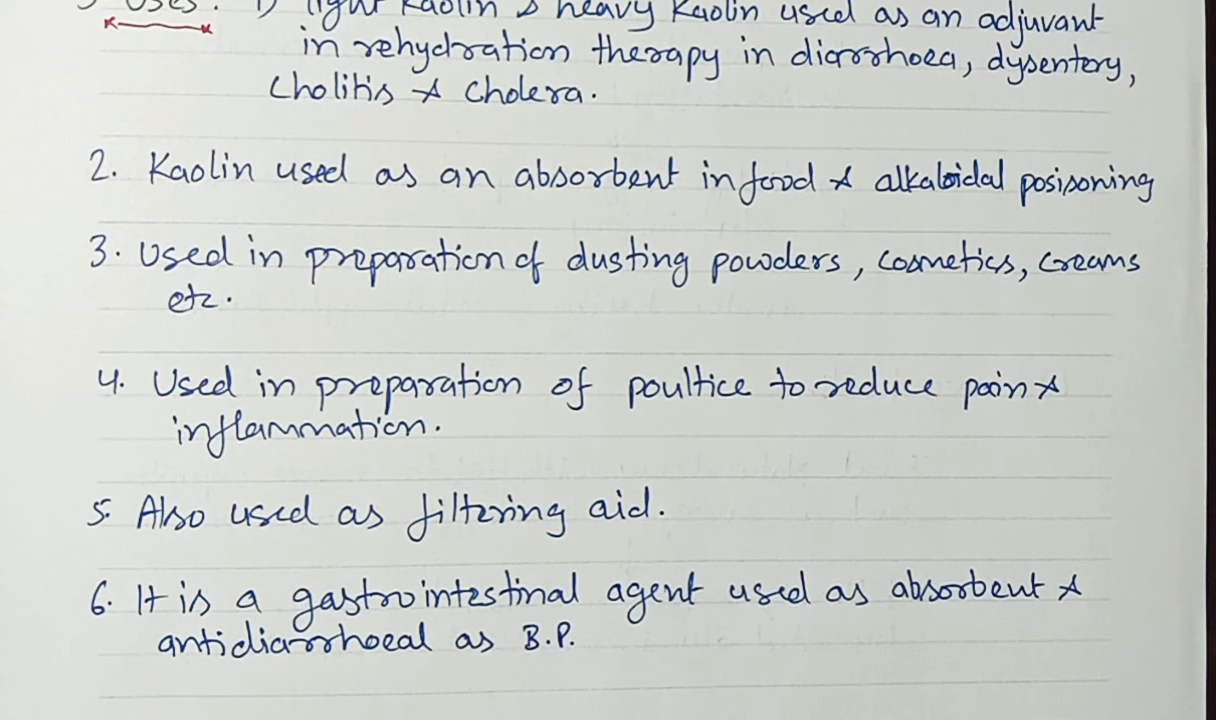 Uses : 1) light Kaolin & heavy Kaolin used as an adjuvant
in rehydration therapy in diarrhoea, dysentery,
Cholitis & Cholera.
2. Kaolin used as an absorbent in food & alkaloidal posisoning
3. Used in preparation of dusting powders, cosmetics, creams
etc.
4. Used in preparation of poultice to reduce pain &
inflammation.
5. Also used as filtering aid.
6. It is a gastrointestinal agent used as absorbent &
antidiarrhoeal as B.P.